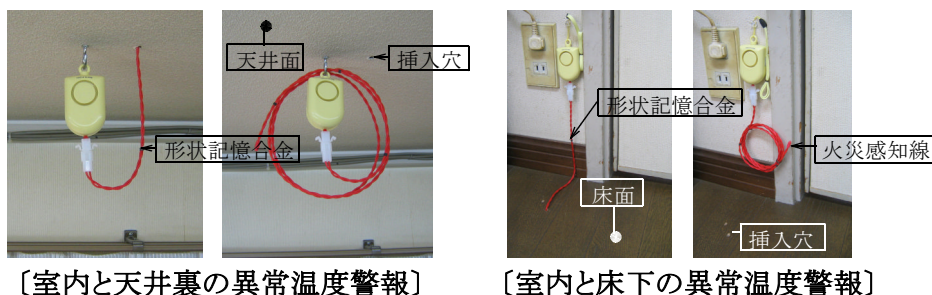 天井面
挿入穴
形状記憶合金
形状記憶合金
火災感知線
床面
挿入穴
〔室内と天井裏の異常温度警報〕
〔室内と床下の異常温度警報〕